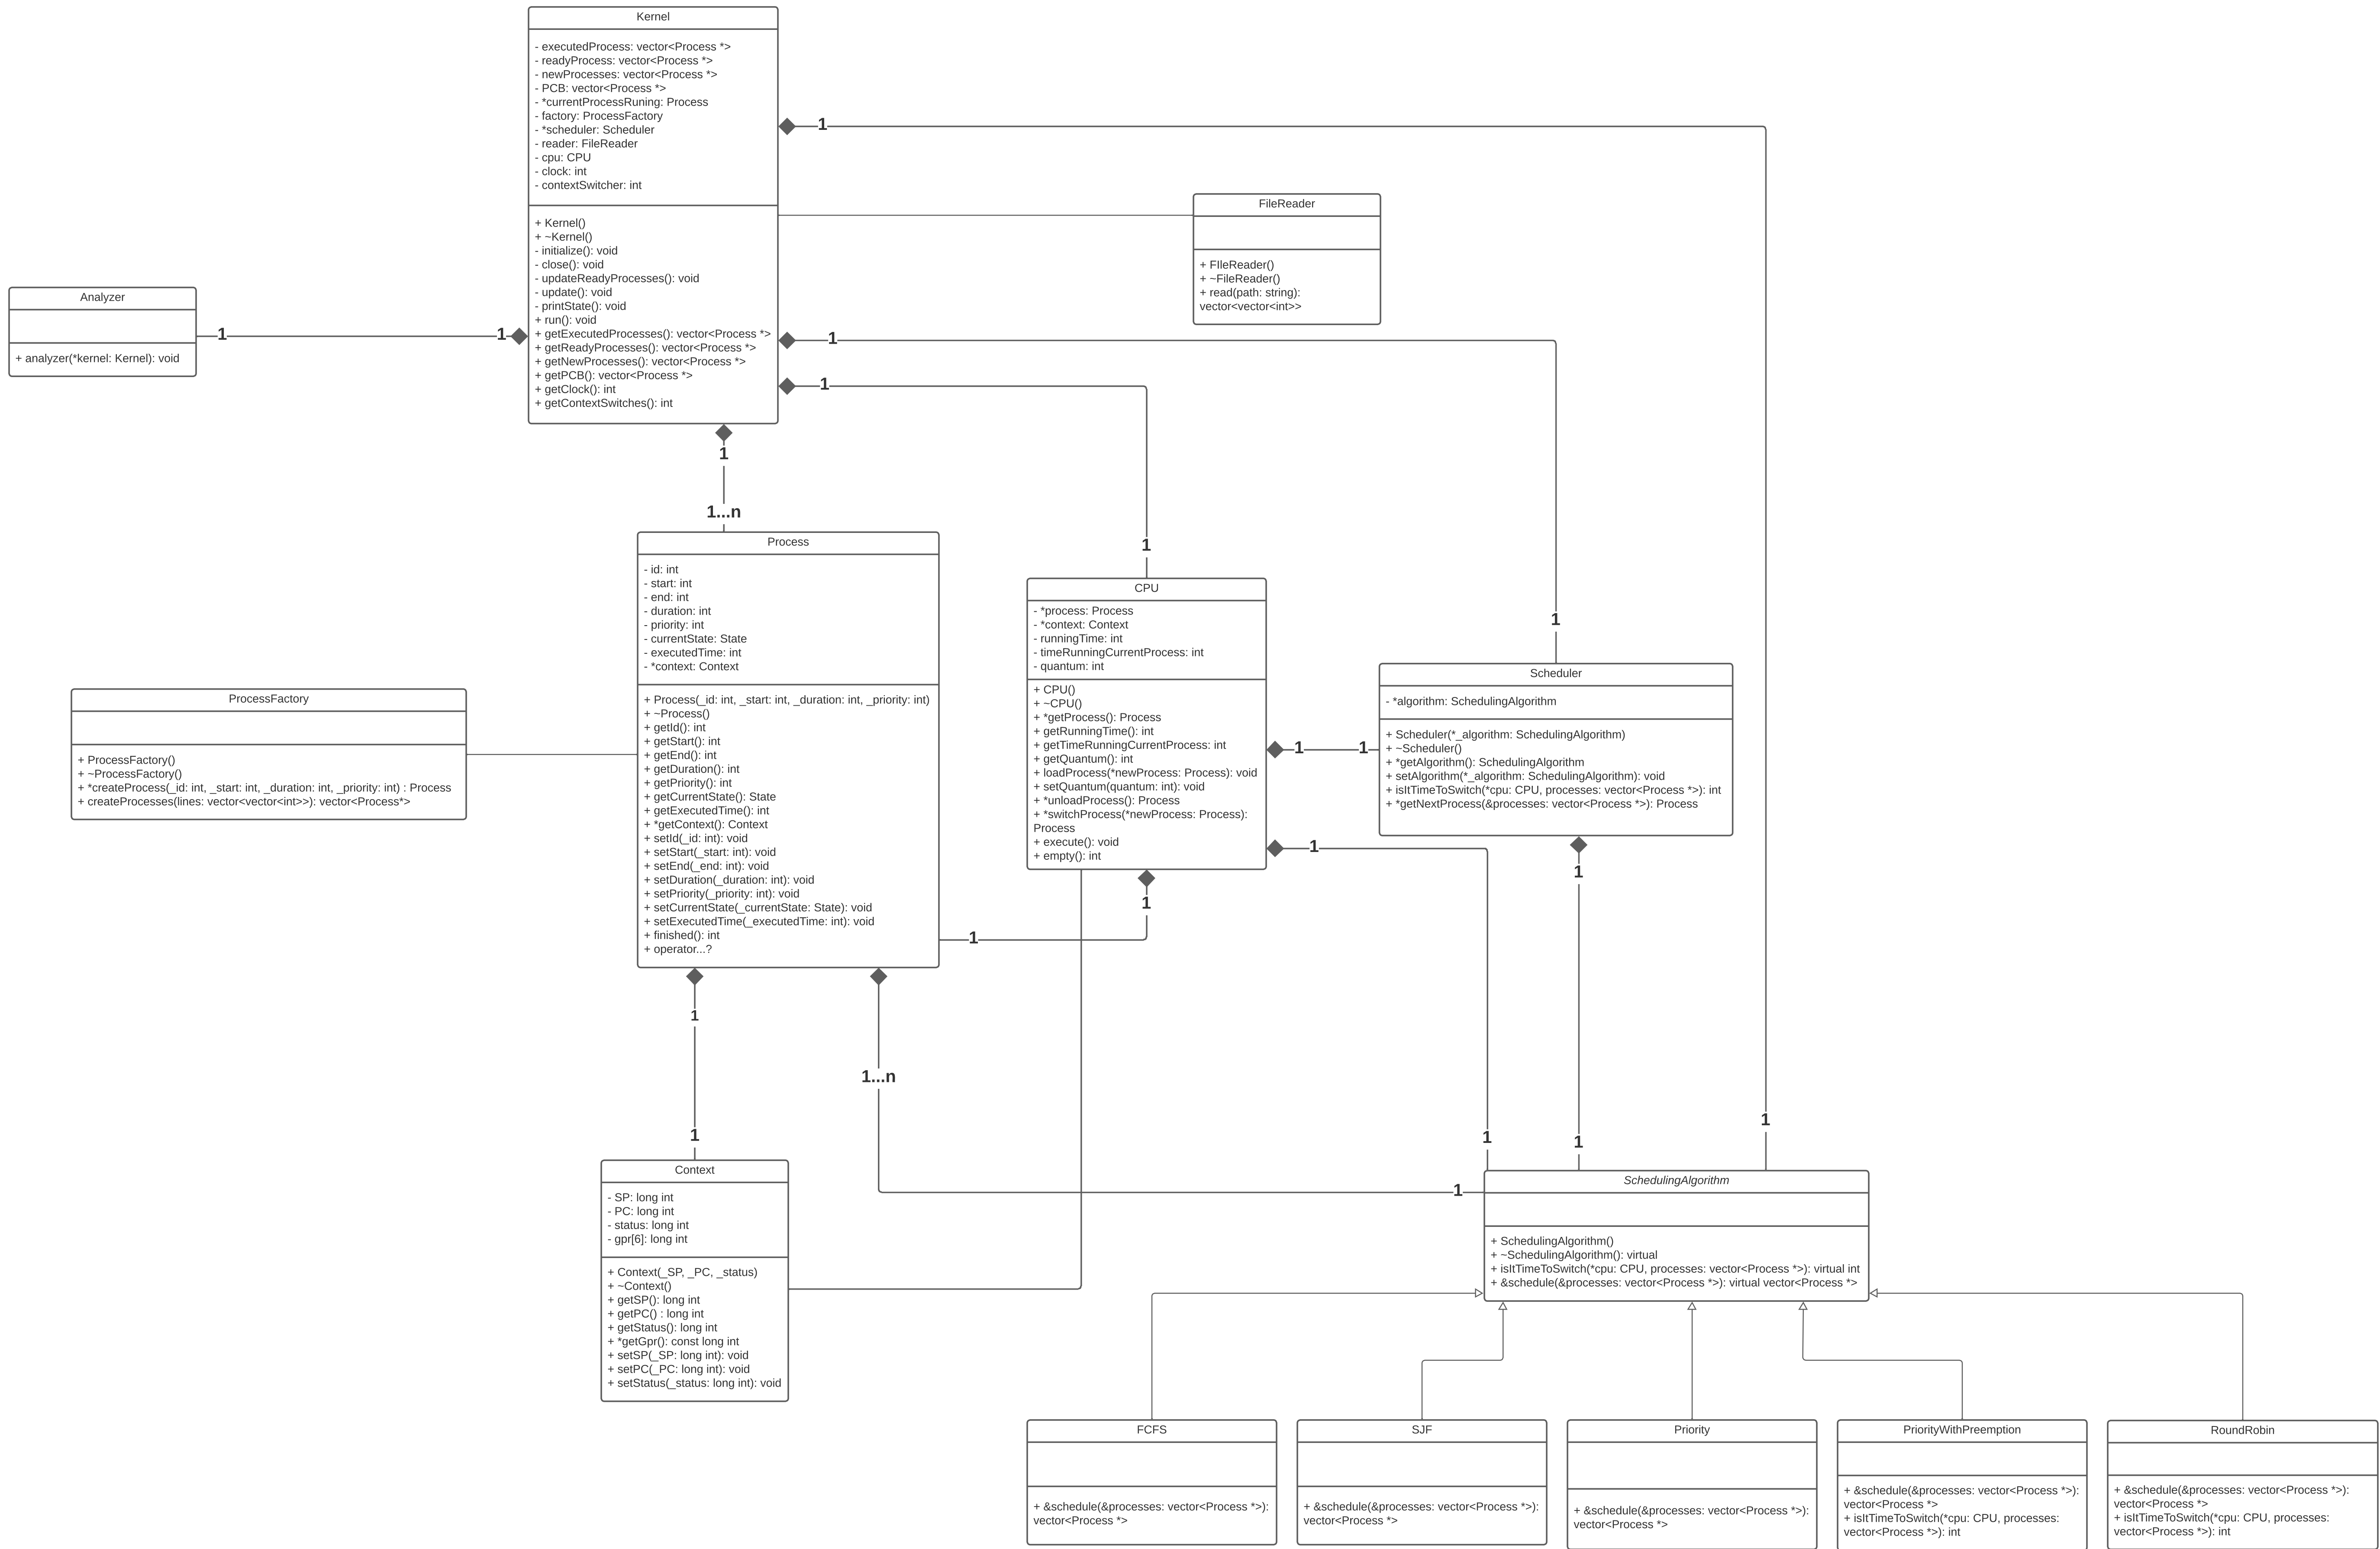 Kernel
- executedProcess: vector<Process *>
- readyProcess: vector<Process *>
- newProcesses: vector<Process *>
- PCB: vector<Process *>
- *currentProcessRuning: Process
- factory: ProcessFactory
- *scheduler: Scheduler
- reader: FileReader
- cpu: CPU
- clock: int
- contextSwitcher: int
+ Kernel()
+ ~Kernel()
- initialize(): void
- close(): void
- updateReadyProcesses(): void
- update(): void
- printState(): void
+ run(): void
+ getExecutedProcesses(): vector<Process *>
+ getReadyProcesses(): vector<Process *>
+ getNewProcesses(): vector<Process *>
+ getPCB(): vector<Process *>
+ getClock(): int
+ getContextSwitches(): int
1
FileReader
+ FIleReader()
+ ~FileReader()
+ read(path: string):
vector<vector<int>>
Analyzer
+ analyzer(*kernel: Kernel): void
1
1
1
1
1
1...n
1
1
Process
- id: int
- start: int
- end: int
- duration: int
- priority: int
- currentState: State
- executedTime: int
- *context: Context
+ Process(_id: int, _start: int, _duration: int, _priority: int)
+ ~Process()
+ getId(): int
+ getStart(): int
+ getEnd(): int
+ getDuration(): int
+ getPriority(): int
+ getCurrentState(): State
+ getExecutedTime(): int
+ *getContext(): Context
+ setId(_id: int): void
+ setStart(_start: int): void
+ setEnd(_end: int): void
+ setDuration(_duration: int): void
+ setPriority(_priority: int): void
+ setCurrentState(_currentState: State): void
+ setExecutedTime(_executedTime: int): void
+ finished(): int
+ operator...?
CPU
- *process: Process
- *context: Context
- runningTime: int
- timeRunningCurrentProcess: int
- quantum: int
+ CPU()
+ ~CPU()
+ *getProcess(): Process
+ getRunningTime(): int
+ getTimeRunningCurrentProcess: int
+ getQuantum(): int
+ loadProcess(*newProcess: Process): void
+ setQuantum(quantum: int): void
+ *unloadProcess(): Process
+ *switchProcess(*newProcess: Process):
Process
+ execute(): void
+ empty(): int
Scheduler
- *algorithm: SchedulingAlgorithm
+ Scheduler(*_algorithm: SchedulingAlgorithm)
+ ~Scheduler()
+ *getAlgorithm(): SchedulingAlgorithm
+ setAlgorithm(*_algorithm: SchedulingAlgorithm): void
+ isItTimeToSwitch(*cpu: CPU, processes: vector<Process *>): int
+ *getNextProcess(&processes: vector<Process *>): Process
ProcessFactory
+ ProcessFactory()
+ ~ProcessFactory()
+ *createProcess(_id: int, _start: int, _duration: int, _priority: int) : Process
+ createProcesses(lines: vector<vector<int>>): vector<Process*>
1
1
1
1
1
1
1
1...n
1
1
1
1
1
Context
- SP: long int
- PC: long int
- status: long int
- gpr[6]: long int
+ Context(_SP, _PC, _status)
+ ~Context()
+ getSP(): long int
+ getPC() : long int
+ getStatus(): long int
+ *getGpr(): const long int
+ setSP(_SP: long int): void
+ setPC(_PC: long int): void
+ setStatus(_status: long int): void
SchedulingAlgorithm
+ SchedulingAlgorithm()
+ ~SchedulingAlgorithm(): virtual
+ isItTimeToSwitch(*cpu: CPU, processes: vector<Process *>): virtual int
+ &schedule(&processes: vector<Process *>): virtual vector<Process *>
FCFS
+ &schedule(&processes: vector<Process *>):
vector<Process *>
SJF
+ &schedule(&processes: vector<Process *>):
vector<Process *>
Priority
+ &schedule(&processes: vector<Process *>):
vector<Process *>
PriorityWithPreemption
+ &schedule(&processes: vector<Process *>):
vector<Process *>
+ isItTimeToSwitch(*cpu: CPU, processes:
vector<Process *>): int
RoundRobin
+ &schedule(&processes: vector<Process *>):
vector<Process *>
+ isItTimeToSwitch(*cpu: CPU, processes:
vector<Process *>): int